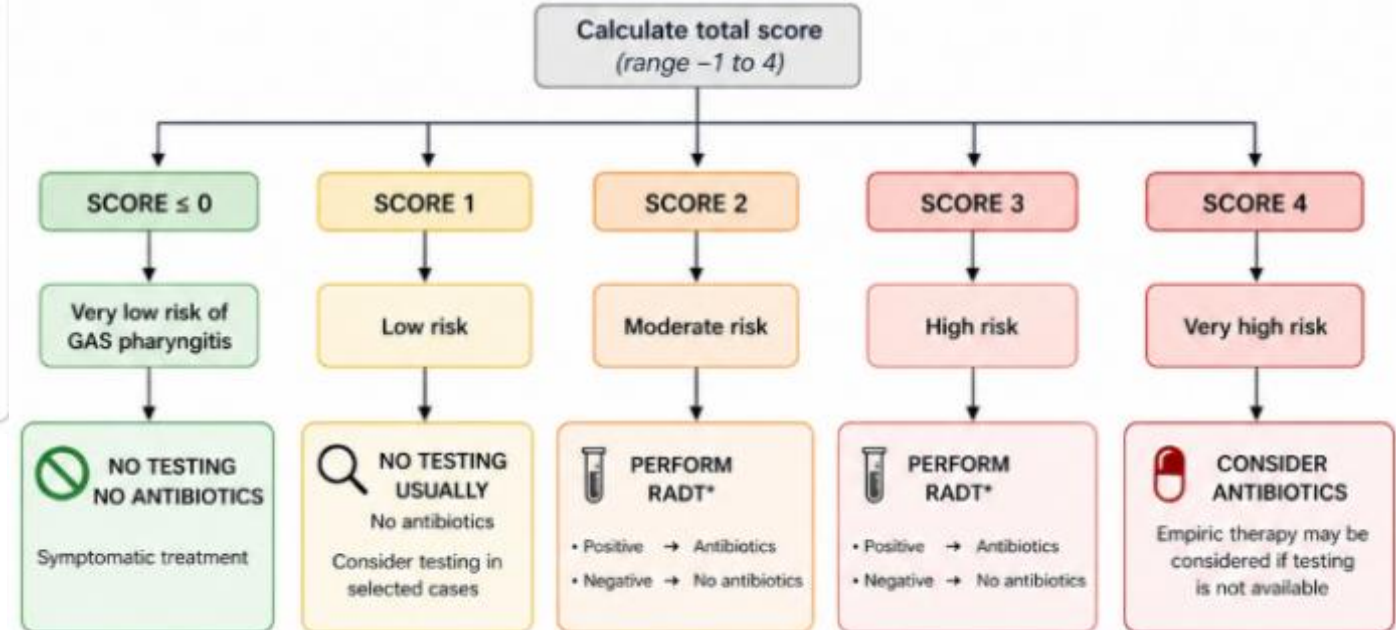 Calculate total score
(range –1 to 4)
SCORE ≤ 0
SCORE 1
SCORE 2
SCORE 3
SCORE 4
Very low risk of
GAS pharyngitis
Low risk
Moderate risk
High risk
Very high risk
NO TESTING
NO ANTIBIOTICS
Symptomatic treatment
NO TESTING
USUALLY
No antibiotics
Consider testing in
selected cases
PERFORM
RADT*
• Positive → Antibiotics
• Negative → No antibiotics
PERFORM
RADT*
• Positive → Antibiotics
• Negative → No antibiotics
CONSIDER
ANTIBIOTICS
Empiric therapy may be
considered if testing
is not available